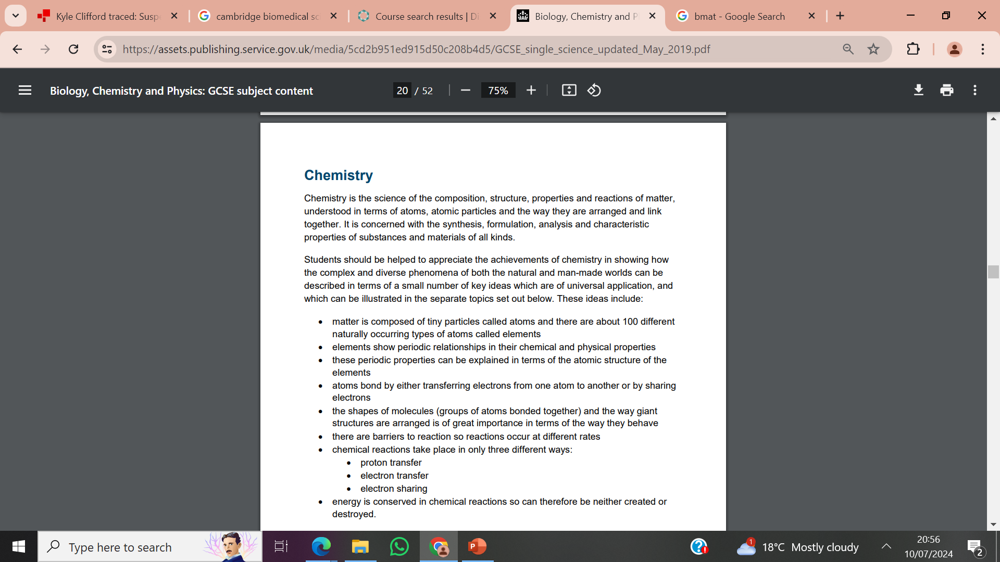 Kyle Clifford traced: Susp
cambridge biomedical sc
Course search results | Di
Biology, Chemistry and P
bmat - Google Search
https://assets.publishing.service.gov.uk/media/5cd2b951ed915d50c208b4d5/GCSE_single_science_updated_May_2019.pdf
Biology, Chemistry and Physics: GCSE subject content
20 / 52
75%
Chemistry
Chemistry is the science of the composition, structure, properties and reactions of matter,
understood in terms of atoms, atomic particles and the way they are arranged and link
together. It is concerned with the synthesis, formulation, analysis and characteristic
properties of substances and materials of all kinds.
Students should be helped to appreciate the achievements of chemistry in showing how
the complex and diverse phenomena of both the natural and man-made worlds can be
described in terms of a small number of key ideas which are of universal application, and
which can be illustrated in the separate topics set out below. These ideas include:
• matter is composed of tiny particles called atoms and there are about 100 different
naturally occurring types of atoms called elements
• elements show periodic relationships in their chemical and physical properties
• these periodic properties can be explained in terms of the atomic structure of the
elements
• atoms bond by either transferring electrons from one atom to another or by sharing
electrons
• the shapes of molecules (groups of atoms bonded together) and the way giant
structures are arranged is of great importance in terms of the way they behave
• there are barriers to reaction so reactions occur at different rates
• chemical reactions take place in only three different ways:
• proton transfer
• electron transfer
• electron sharing
• energy is conserved in chemical reactions so can therefore be neither created or
destroyed.
Type here to search
P
1
18°C Mostly cloudy
20:56
10/07/2024
2